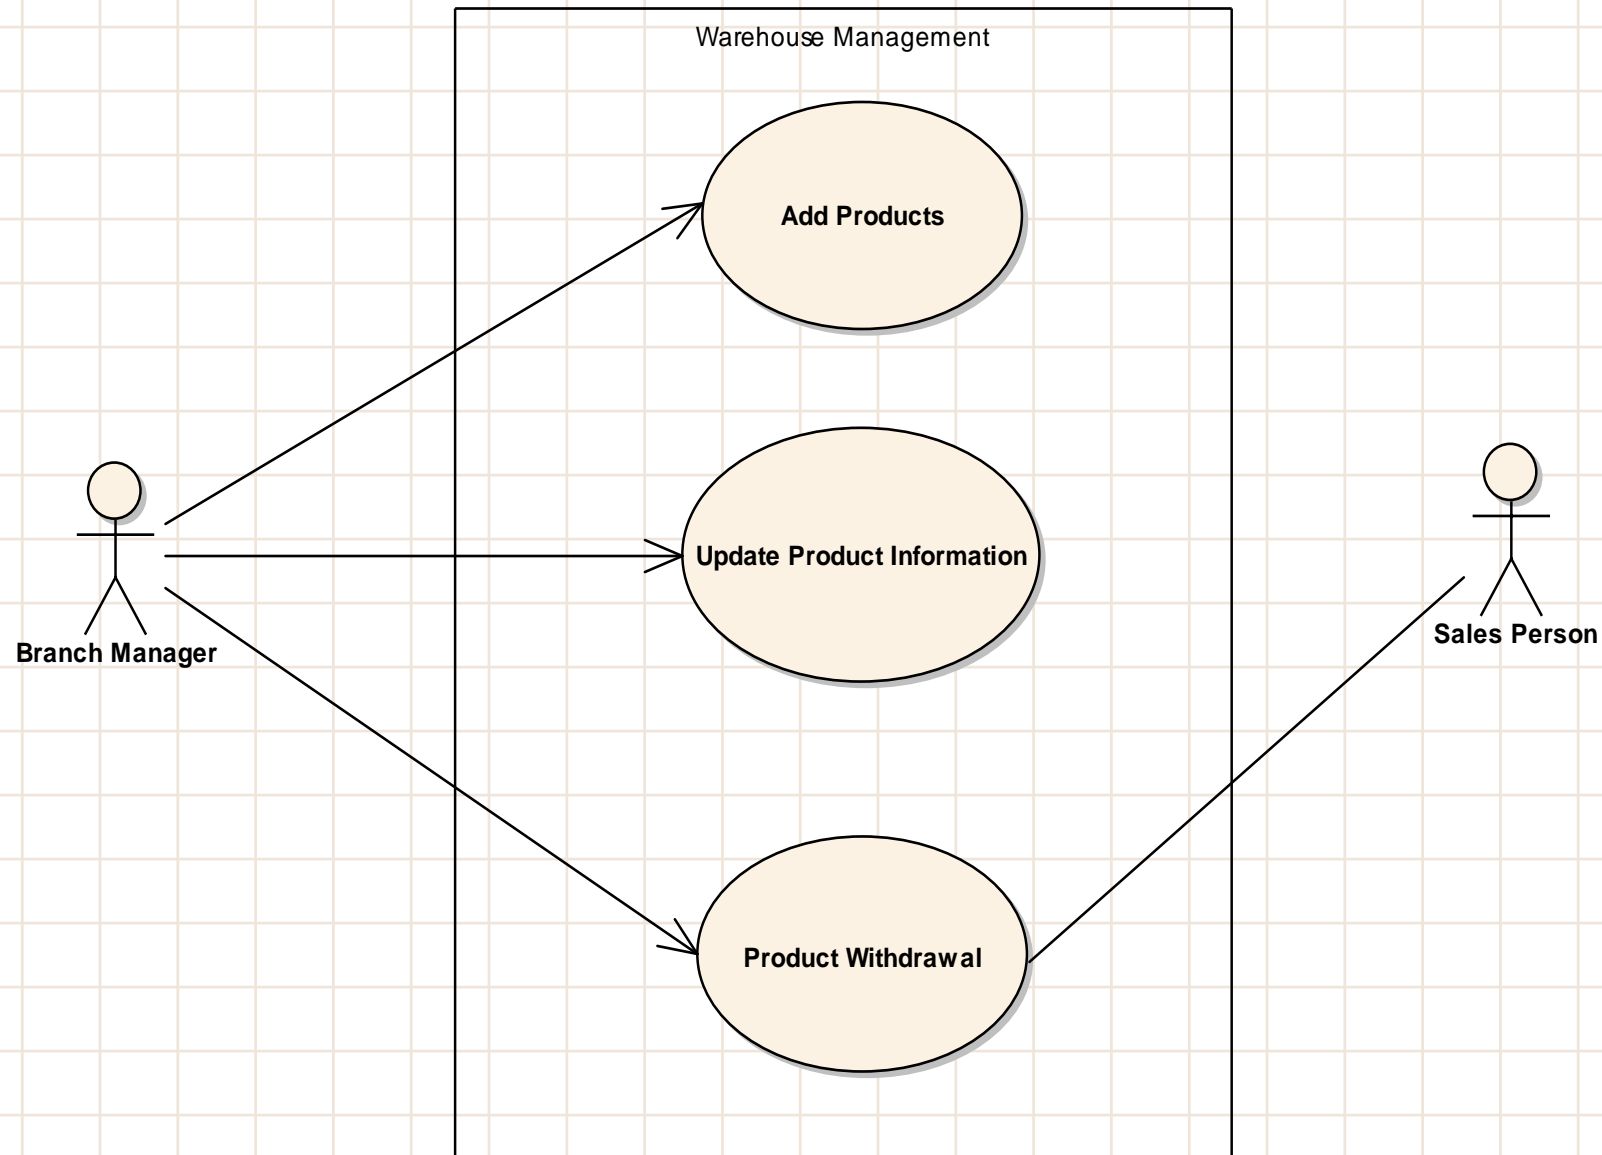 Warehouse Management
Add Products
Update Product Information
Branch Manager
Sales Person
Product Withdrawal